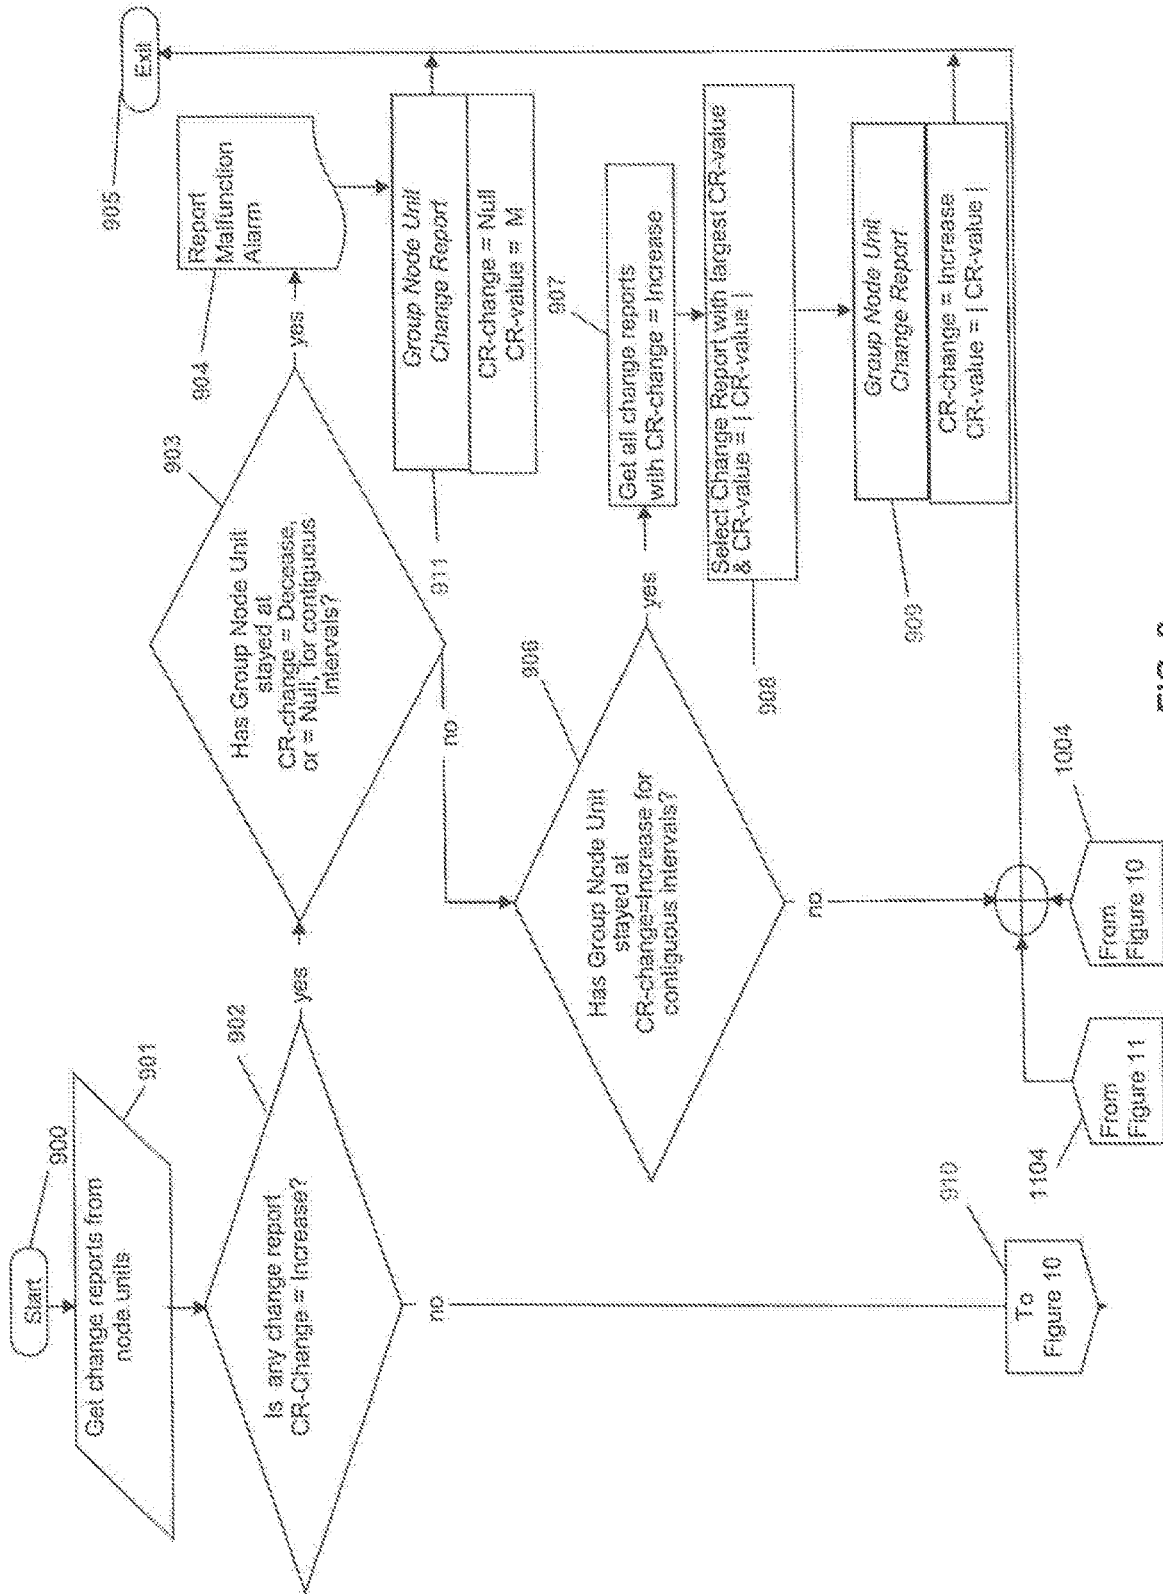 Start
900
Get change reports from
node units
901
Is any change report
CR-Change = Increase?
902
yes
no
Has Group Node Unit
stayed at
CR-change = Decease,
or = Null, for contiguous
intervals?
903
yes
no
Report
Malfunction
Alarm
904
Exit
905
Group Node Unit
Change Report
CR-change = Null
CR-value = M
911
Has Group Node Unit
stayed at
CR-change=Increase for
contiguous intervals?
906
yes
no
Get all change reports
with CR-change = Increase
907
Select Change Report with largest CR-value
& CR-value = | CR-value |
908
Group Node Unit
Change Report
CR-change = Increase
CR-value = | CR-value |
909
To
Figure 10
910
From
Figure 11
1104
From
Figure 10
1004